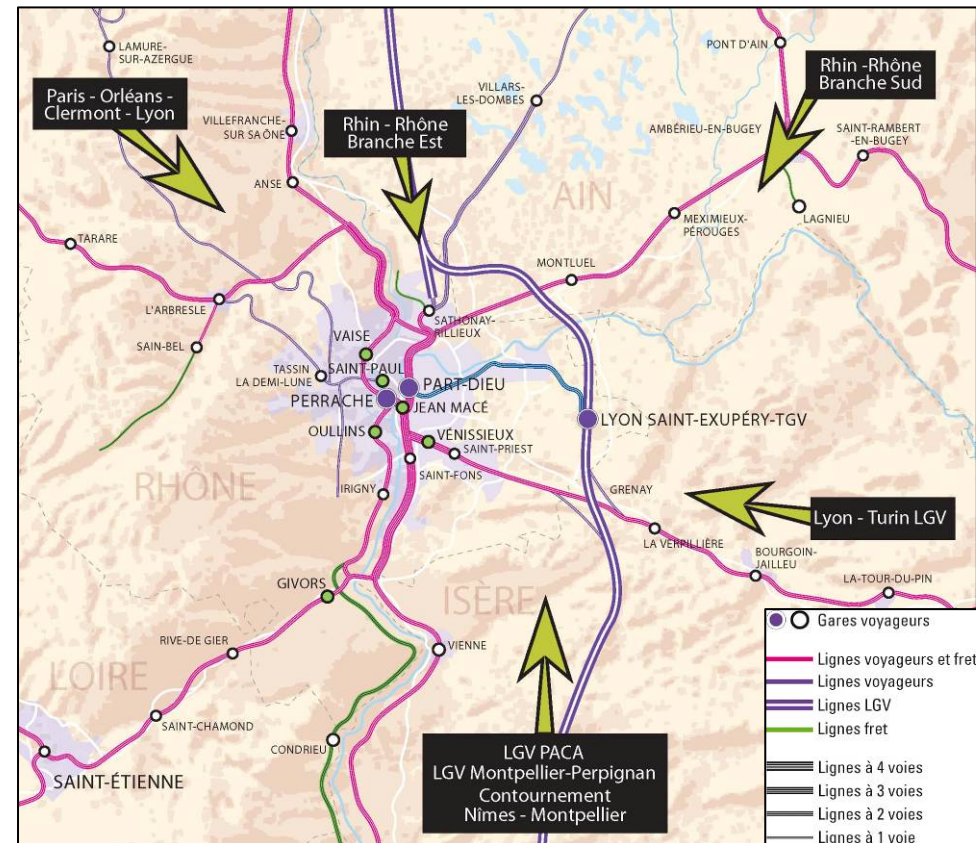 LAMURE-
SUR-AZERGUE
PONT D'AIN
Paris - Orléans -
Clermont - Lyon
VILLARS-
LES-DOMBES
Rhin -Rhône
Branche Sud
VILLEFRANCHE-
SUR SAÔNE
Rhin - Rhône
Branche Est
AMBÉRIEU-EN-BUGEY
SAINT-RAMBERT
-EN-BUGEY
ANSE
AIN
LAGNIEU
MEXIMIEUX-
PÉROUGES
TARARE
MONTLUEL
L'ARBRESLE
SATHONAY-
RILLIEUX
SAIN-BEL
VAISE
SAINT-PAUL
TASSIN
LA DEMI-LUNE
PART-DIEU
PERRACHE
JEAN MACÉ
LYON SAINT-EXUPÉRY-TGV
OULLINS
VÉNISSIEUX
SAINT-PRIEST
SAINT-FONS
RHÔNE
IRIGNY
GRENAY
Lyon - Turin LGV
LA VERPILLIÈRE
BOURGOIN-
JAILLEU
GIVORS
ISÈRE
LA-TOUR-DU-PIN
RIVE-DE GIER
VIENNE
LOIRE
SAINT-CHAMOND
CONDRIEU
SAINT-ÉTIENNE
LGV PACA
LGV Montpellier-Perpignan
Contournement
Nîmes - Montpellier
Gares voyageurs
Lignes voyageurs et fret
Lignes voyageurs
Lignes LGV
Lignes fret
Lignes à 4 voies
Lignes à 3 voies
Lignes à 2 voies
Lignes à 1 voie